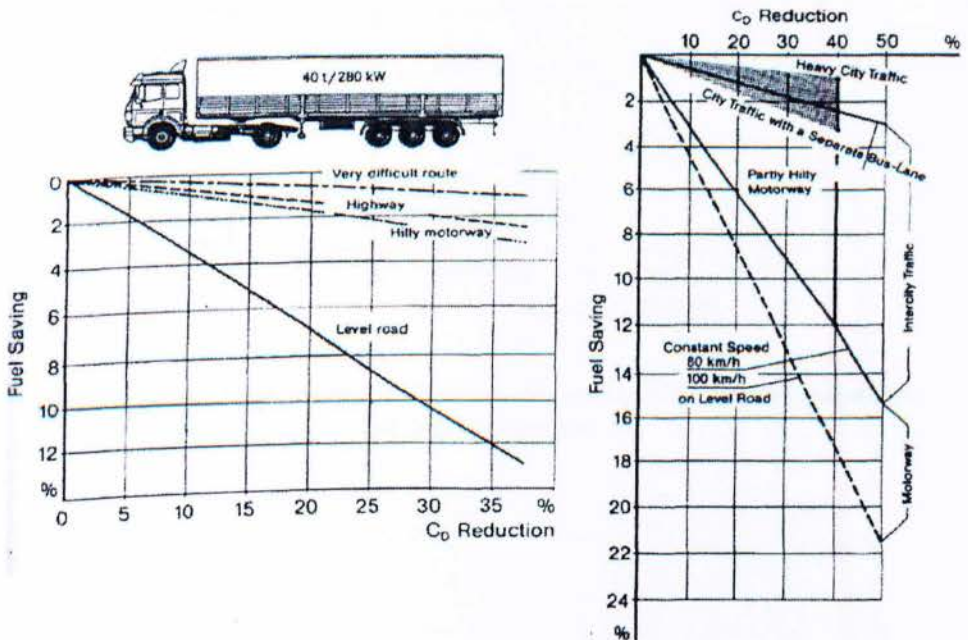 40 t/280 kW
Very difficult route
Highway
Hilly motorway
Level road
Fuel Saving
0
2
4
6
8
10
12
%
0 5 10 15 20 25 30 35 %
C_D Reduction
C_D Reduction
10 20 30 40 50 %
Heavy City Traffic
City Traffic with a Separate Bus-Lane
Partly Hilly
Motorway
Constant Speed
80 km/h
100 km/h
on Level Road
Fuel Saving
2
4
6
8
10
12
14
16
18
20
22
24
%
Intercity Traffic
Motorway